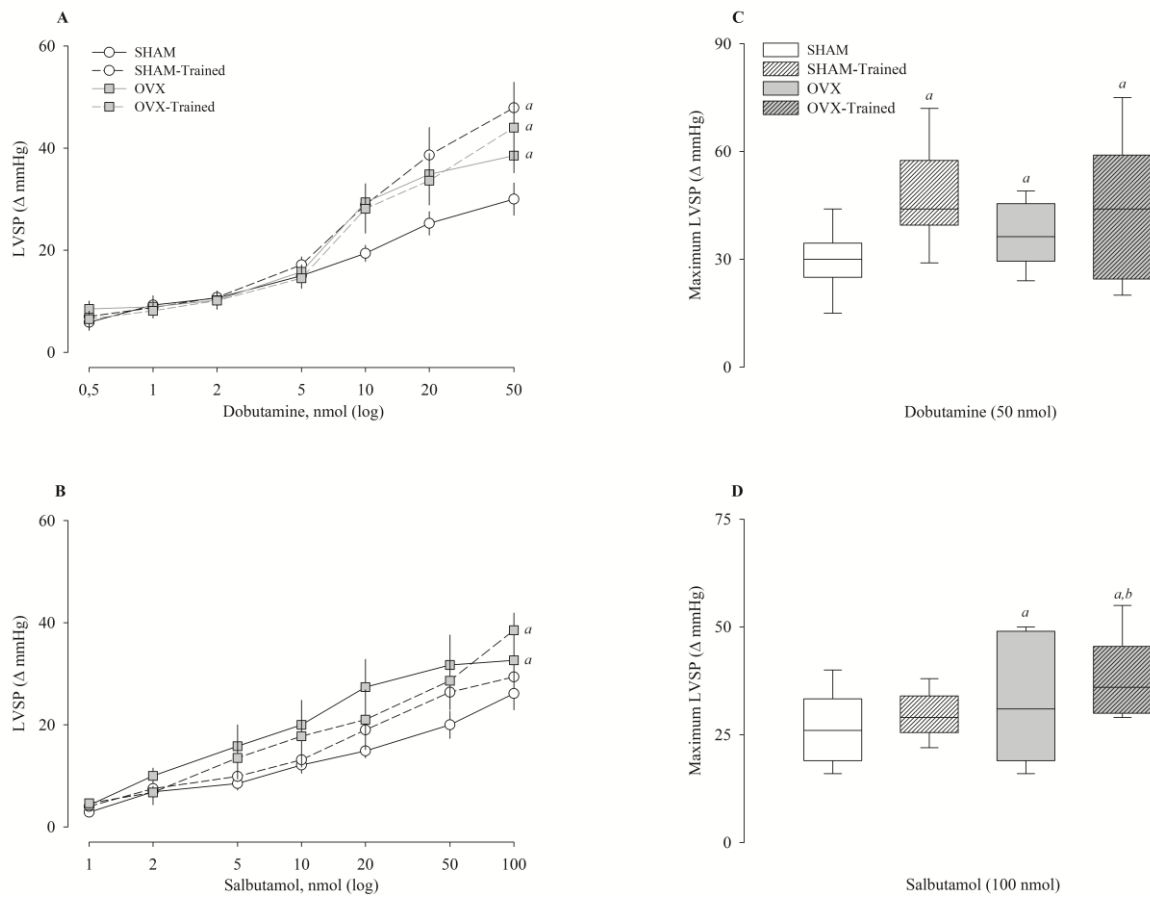 A
60
40
20
0
LVSP (Δ mmHg)
SHAM
SHAM-Trained
OVX
OVX-Trained
a
a
a
0,5 1 2 5 10 20 50
Dobutamine, nmol (log)
C
90
60
30
0
Maximum LVSP (Δ mmHg)
SHAM
SHAM-Trained
OVX
OVX-Trained
a
a
a
Dobutamine (50 nmol)
B
60
40
20
0
LVSP (Δ mmHg)
a
a
1 2 5 10 20 50 100
Salbutamol, nmol (log)
D
75
50
25
0
Maximum LVSP (Δ mmHg)
a
a,b
Salbutamol (100 nmol)